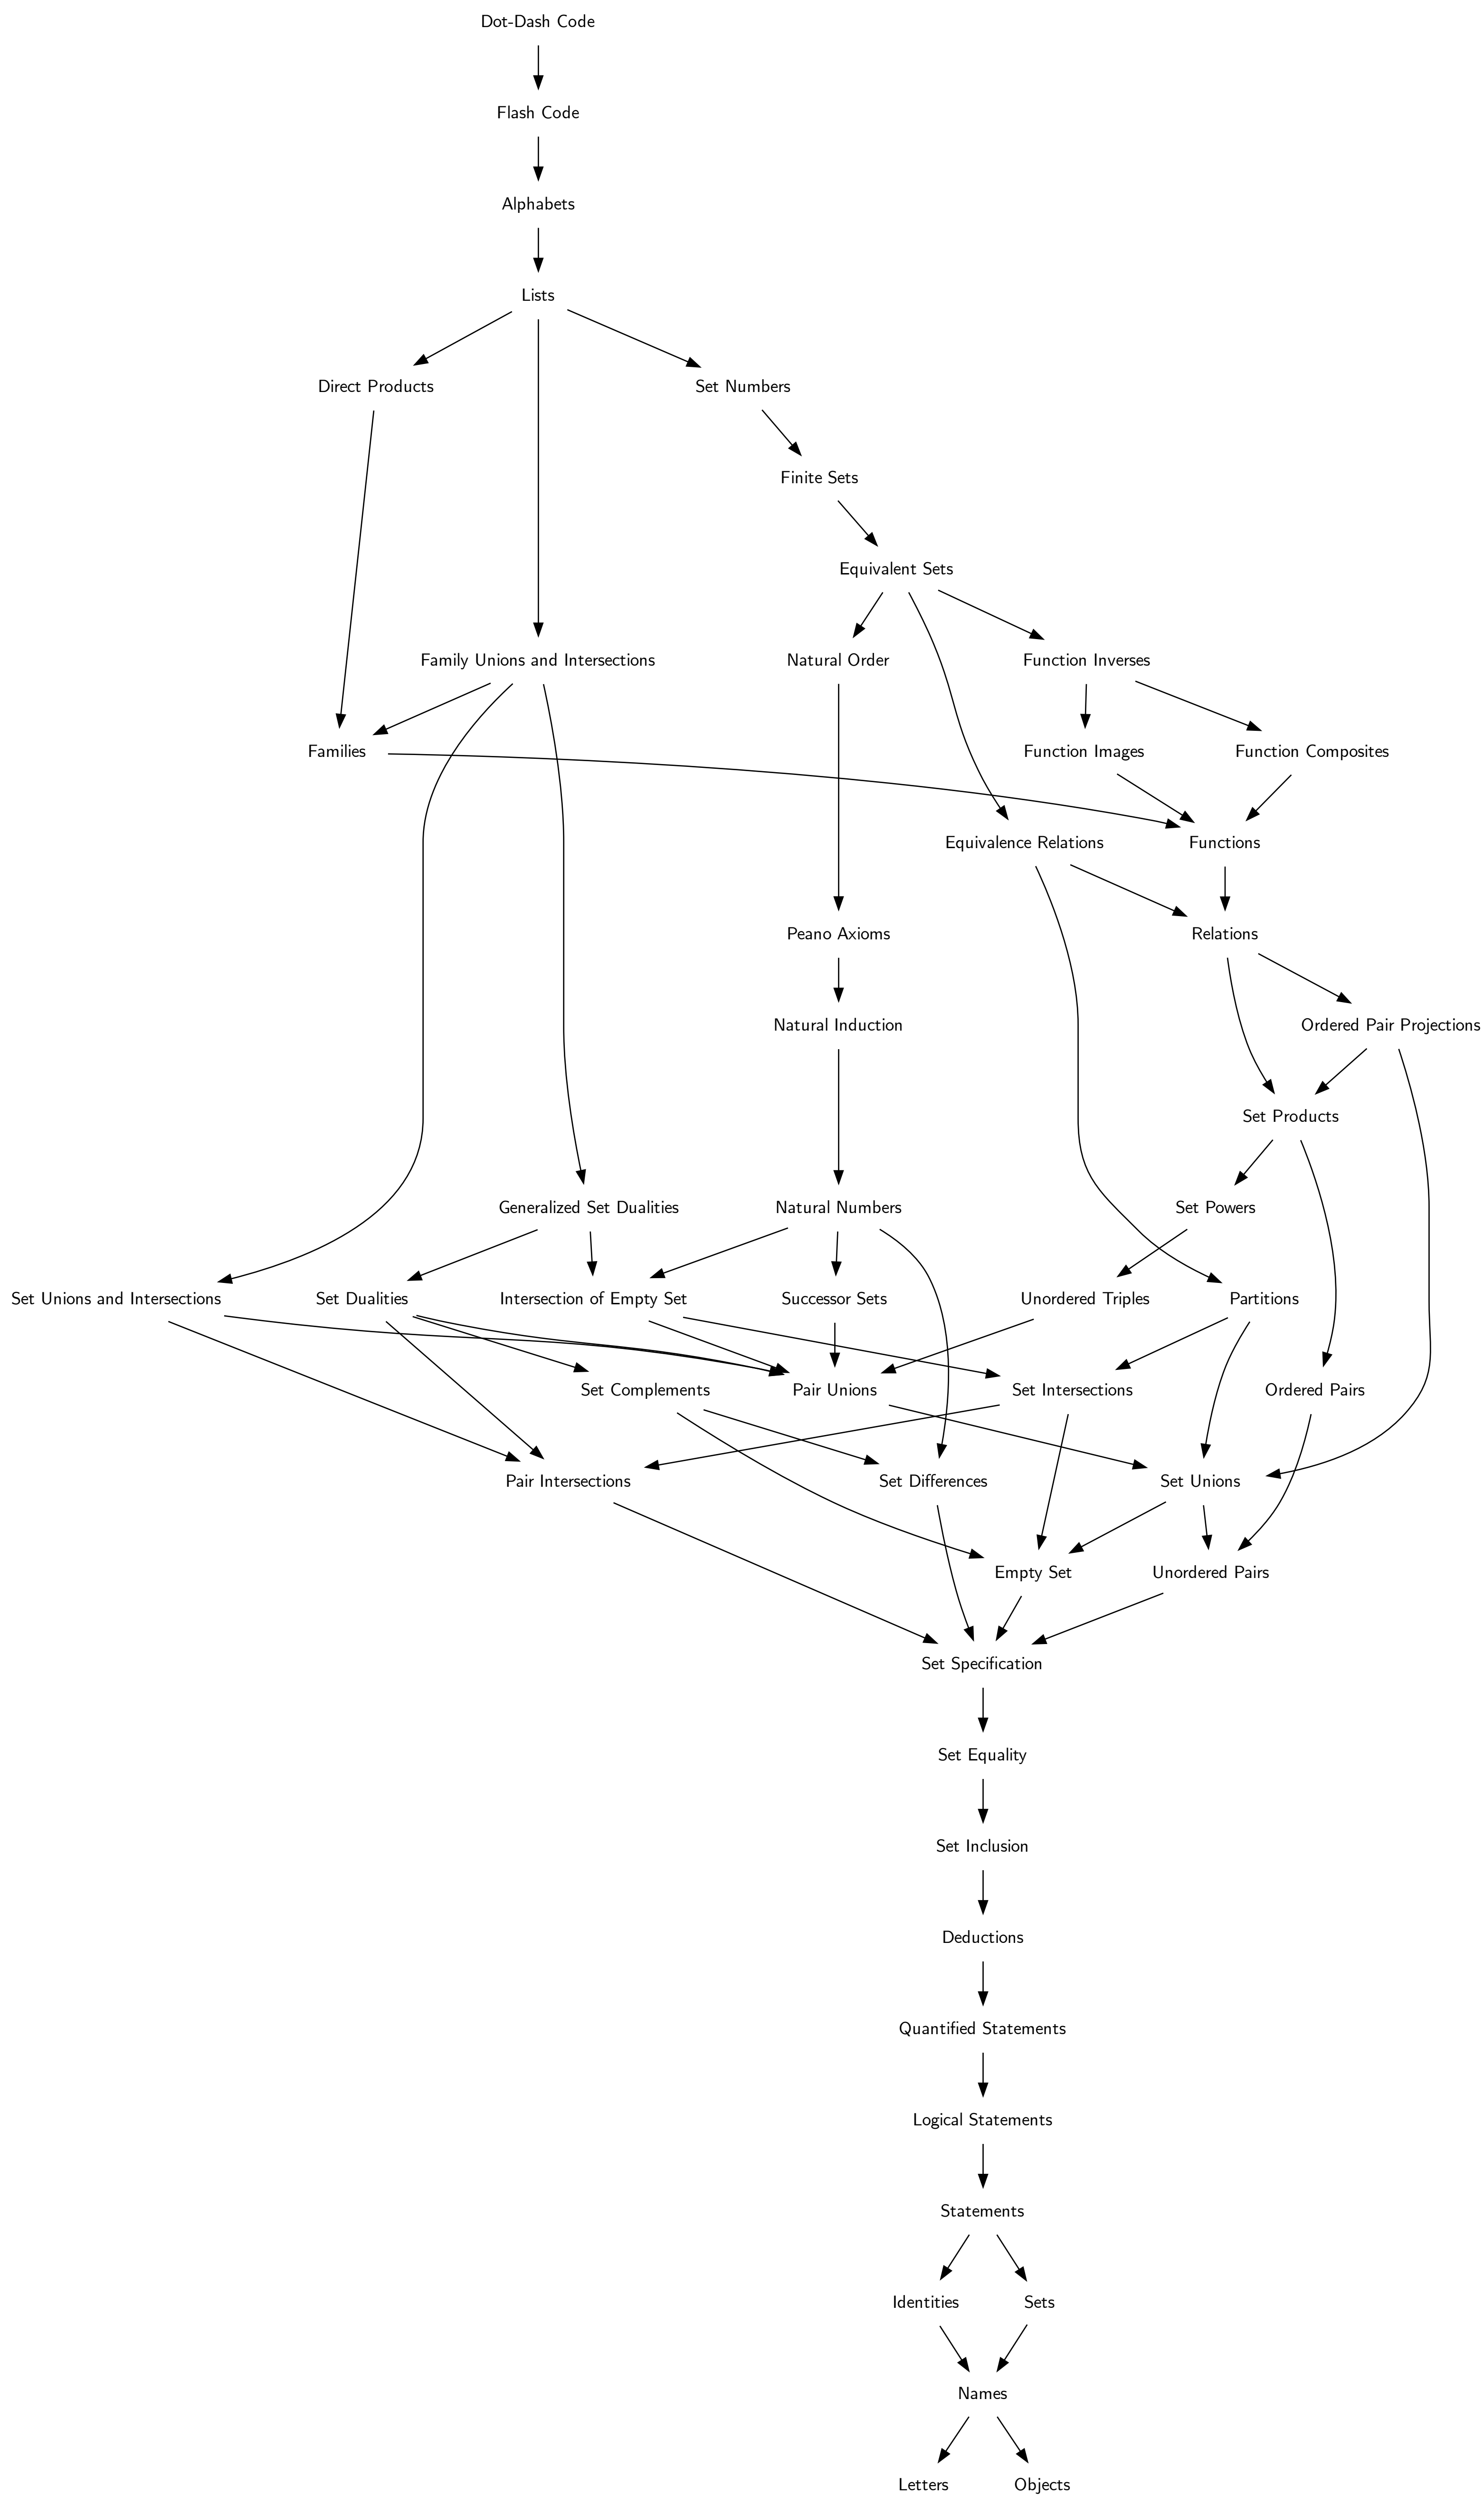 Dot-Dash Code
Flash Code
Alphabets
Lists
Direct Products
Set Numbers
Finite Sets
Equivalent Sets
Family Unions and Intersections
Natural Order
Function Inverses
Families
Function Images
Function Composites
Equivalence Relations
Functions
Peano Axioms
Relations
Natural Induction
Ordered Pair Projections
Set Products
Generalized Set Dualities
Natural Numbers
Set Powers
Set Unions and Intersections
Set Dualities
Intersection of Empty Set
Successor Sets
Unordered Triples
Partitions
Set Complements
Pair Unions
Set Intersections
Ordered Pairs
Pair Intersections
Set Differences
Set Unions
Empty Set
Unordered Pairs
Set Specification
Set Equality
Set Inclusion
Deductions
Quantified Statements
Logical Statements
Statements
Identities
Sets
Names
Letters
Objects